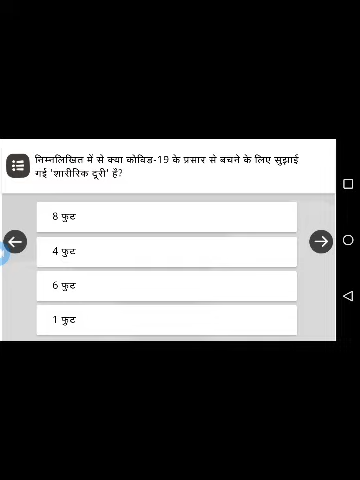 निम्नलिखित में से क्या कोविड-19 के प्रसार से बचने के लिए सुझाई
गई 'शारीरिक दूरी' है?
8 फुट
4 फुट
6 फुट
1 फुट